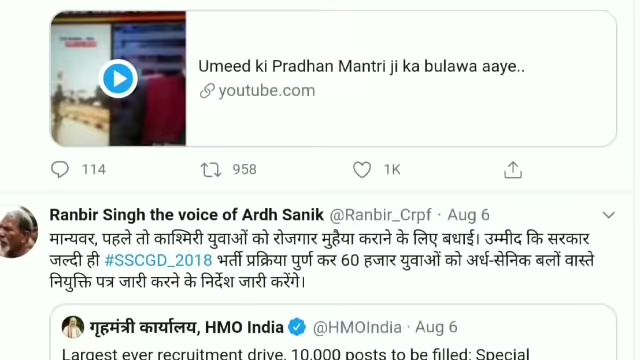 Umeed ki Pradhan Mantri ji ka bulawa aaye..
youtube.com
114 958 1K
Ranbir Singh the voice of Ardh Sanik @Ranbir_Crpf · Aug 6
मान्यवर, पहले तो काश्मिरी युवाओं को रोजगार मुहैया कराने के लिए बधाई। उम्मीद कि सरकार
जल्दी ही #SSCGD_2018 भर्ती प्रक्रिया पुर्ण कर 60 हजार युवाओं को अर्ध-सेनिक बलों वास्ते
नियुक्ति पत्र जारी करने के निर्देश जारी करेंगे।
गृहमंत्री कार्यालय, HMO India @HMOIndia · Aug 6
Largest ever recruitment drive. 10,000 posts to be filled: Special